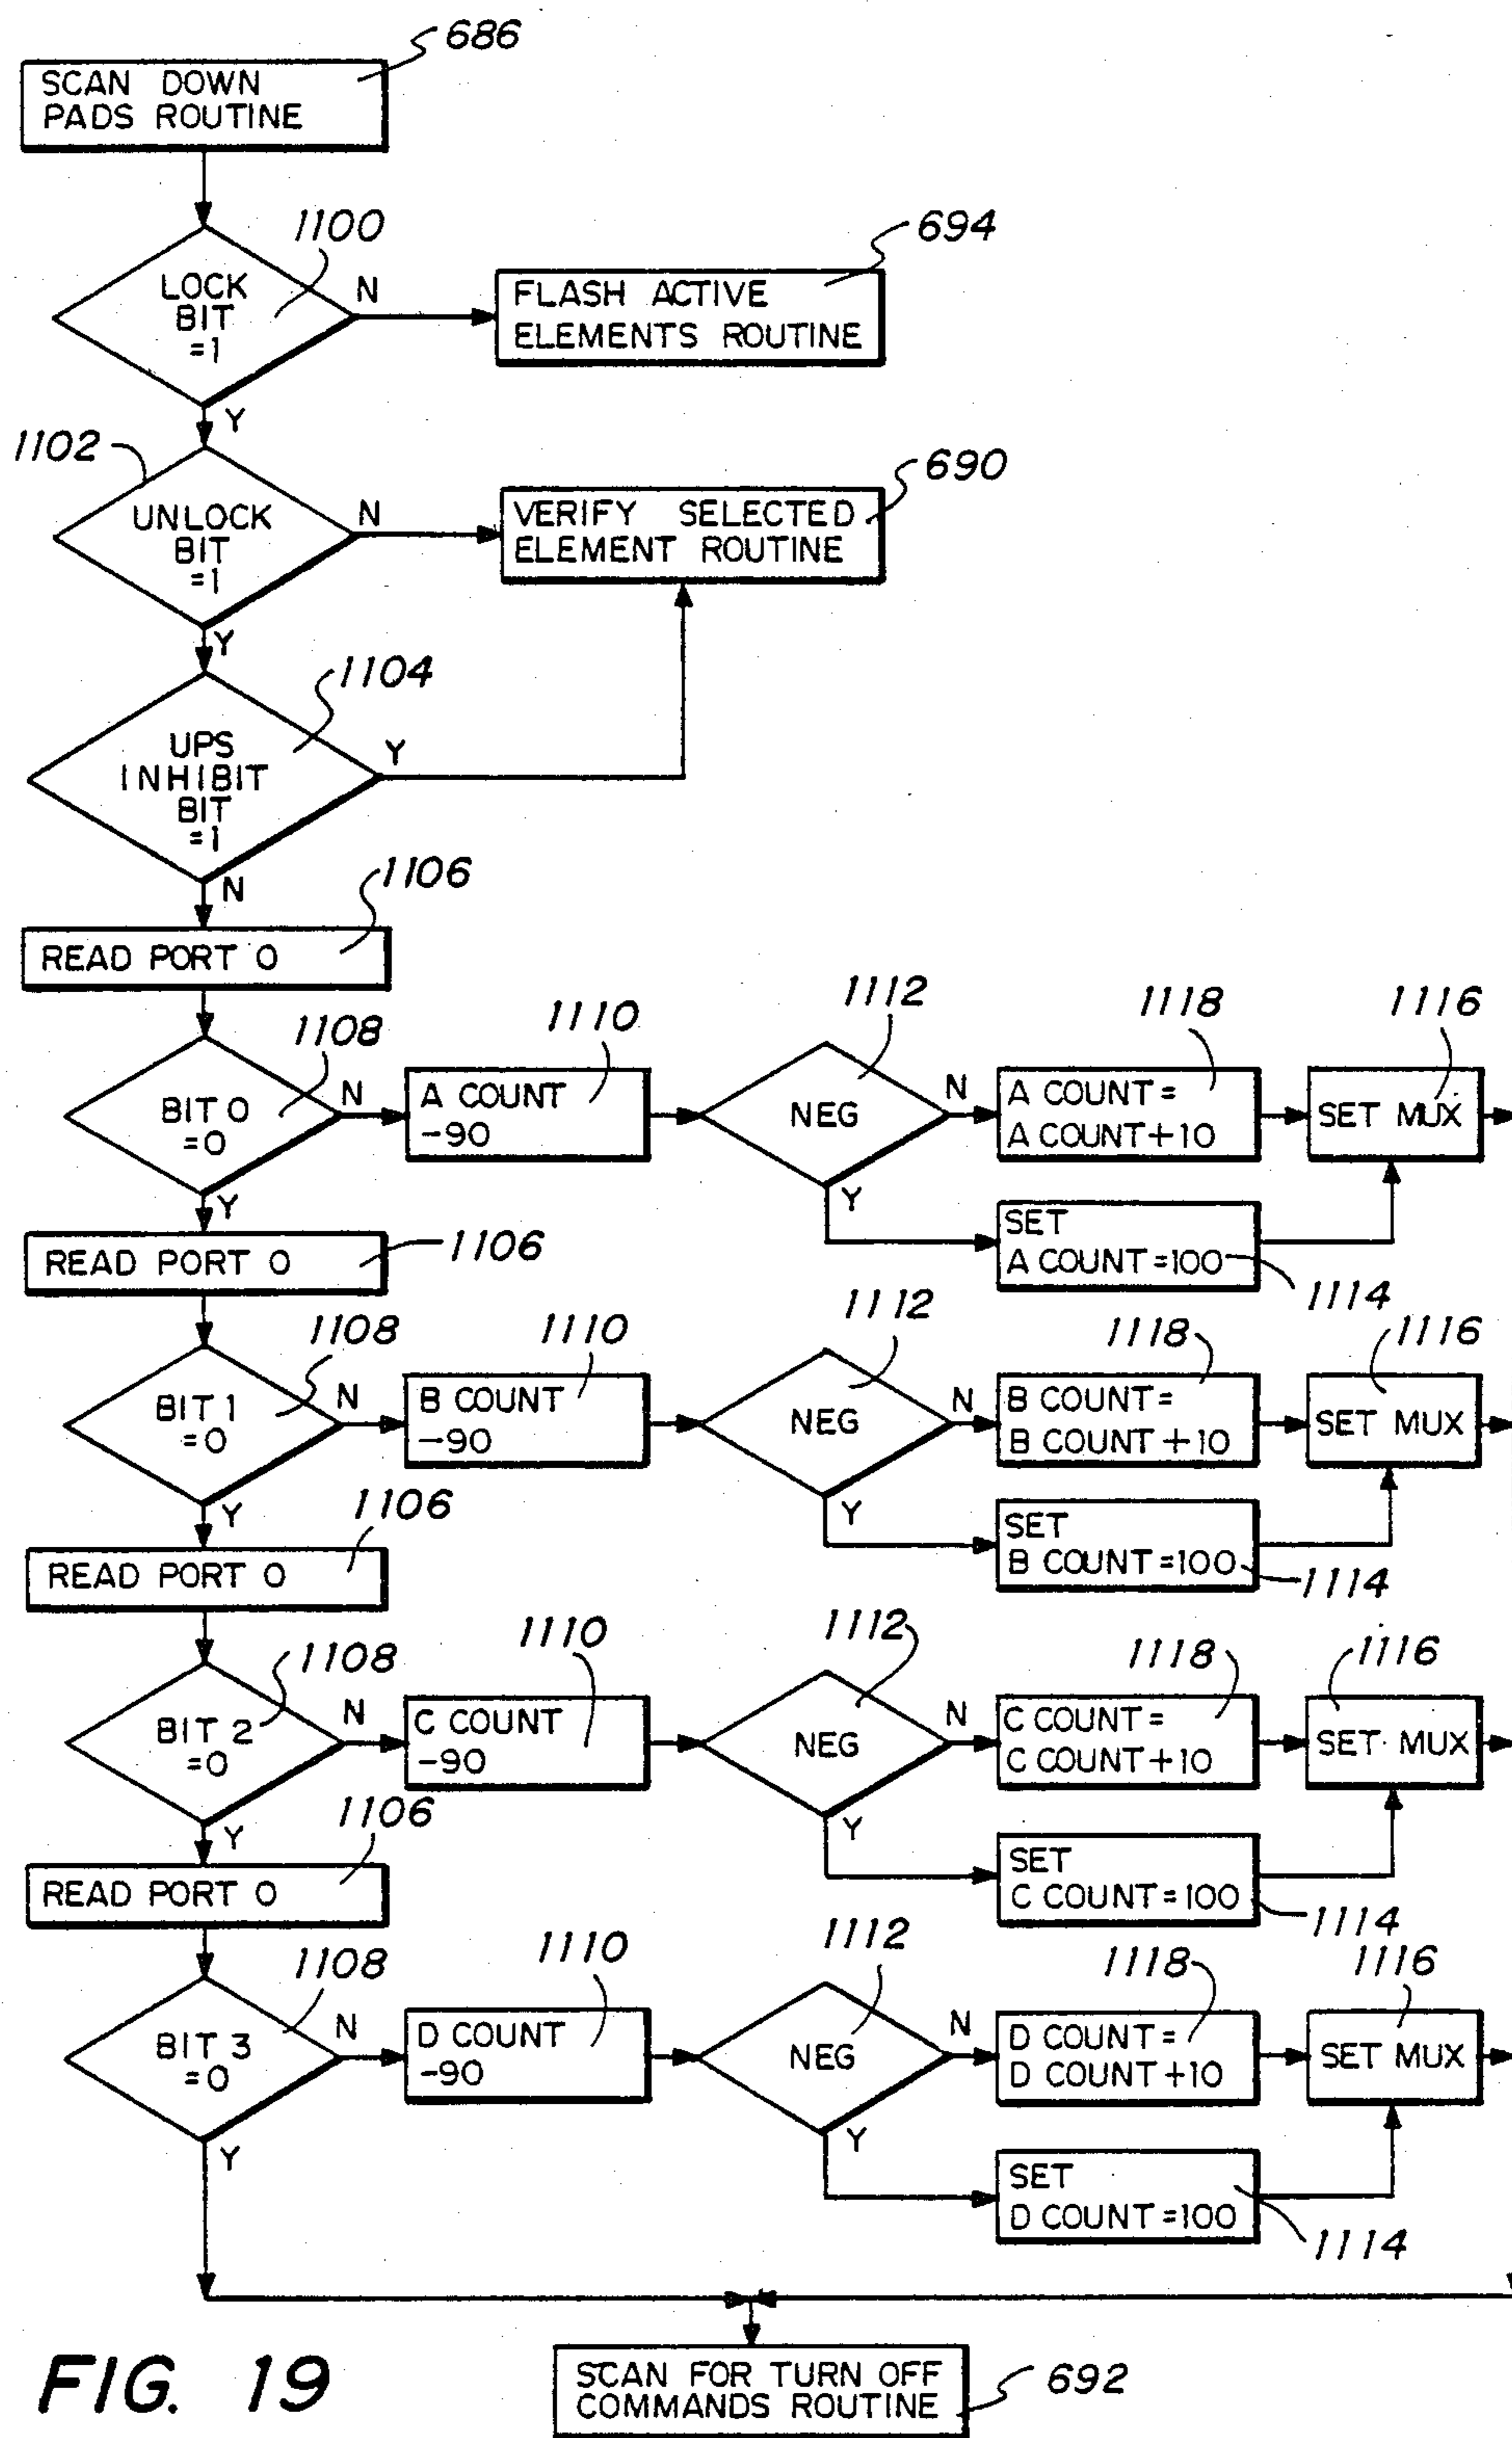 686
SCAN DOWN
PADS ROUTINE
1100
LOCK
BIT
=1
N
Y
694
FLASH ACTIVE
ELEMENTS ROUTINE
1102
UNLOCK
BIT
=1
N
Y
690
VERIFY SELECTED
ELEMENT ROUTINE
1104
UPS
INHIBIT
BIT
=1
Y
N
1106
READ PORT 0
1108
BIT 0
=0
N
Y
1110
A COUNT
-90
1112
NEG
N
Y
1118
A COUNT=
A COUNT+10
1116
SET MUX
SET
A COUNT=100
1114
READ PORT 0
1106
1108
BIT 1
=0
N
Y
1110
B COUNT
-90
1112
NEG
N
Y
1118
B COUNT=
B COUNT+10
1116
SET MUX
SET
B COUNT=100
1114
1106
READ PORT 0
1108
BIT 2
=0
N
Y
1110
C COUNT
-90
1112
NEG
N
Y
1118
C COUNT=
C COUNT+10
1116
SET MUX
SET
C COUNT=100
1114
1106
READ PORT 0
1108
BIT 3
=0
N
Y
1110
D COUNT
-90
1112
NEG
N
Y
1118
D COUNT=
D COUNT+10
1116
SET MUX
SET
D COUNT=100
1114
FIG. 19
SCAN FOR TURN OFF
COMMANDS ROUTINE
692